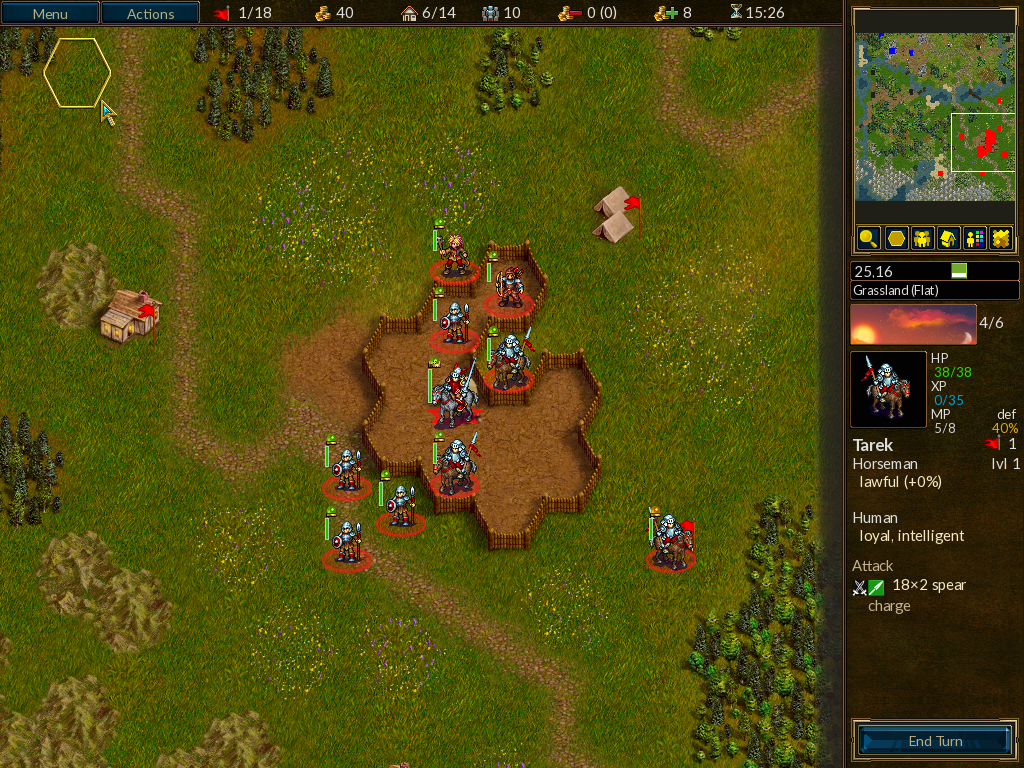 Menu Actions 1/18 40 6/14 10 0 (0) 8 15:26
25,16
Grassland (Flat)
4/6
HP
38/38
XP
0/35
MP def
5/8 40%
Tarek 1
Horseman lvl 1
lawful (+0%)
Human
loyal, intelligent
Attack
18×2 spear
charge
End Turn